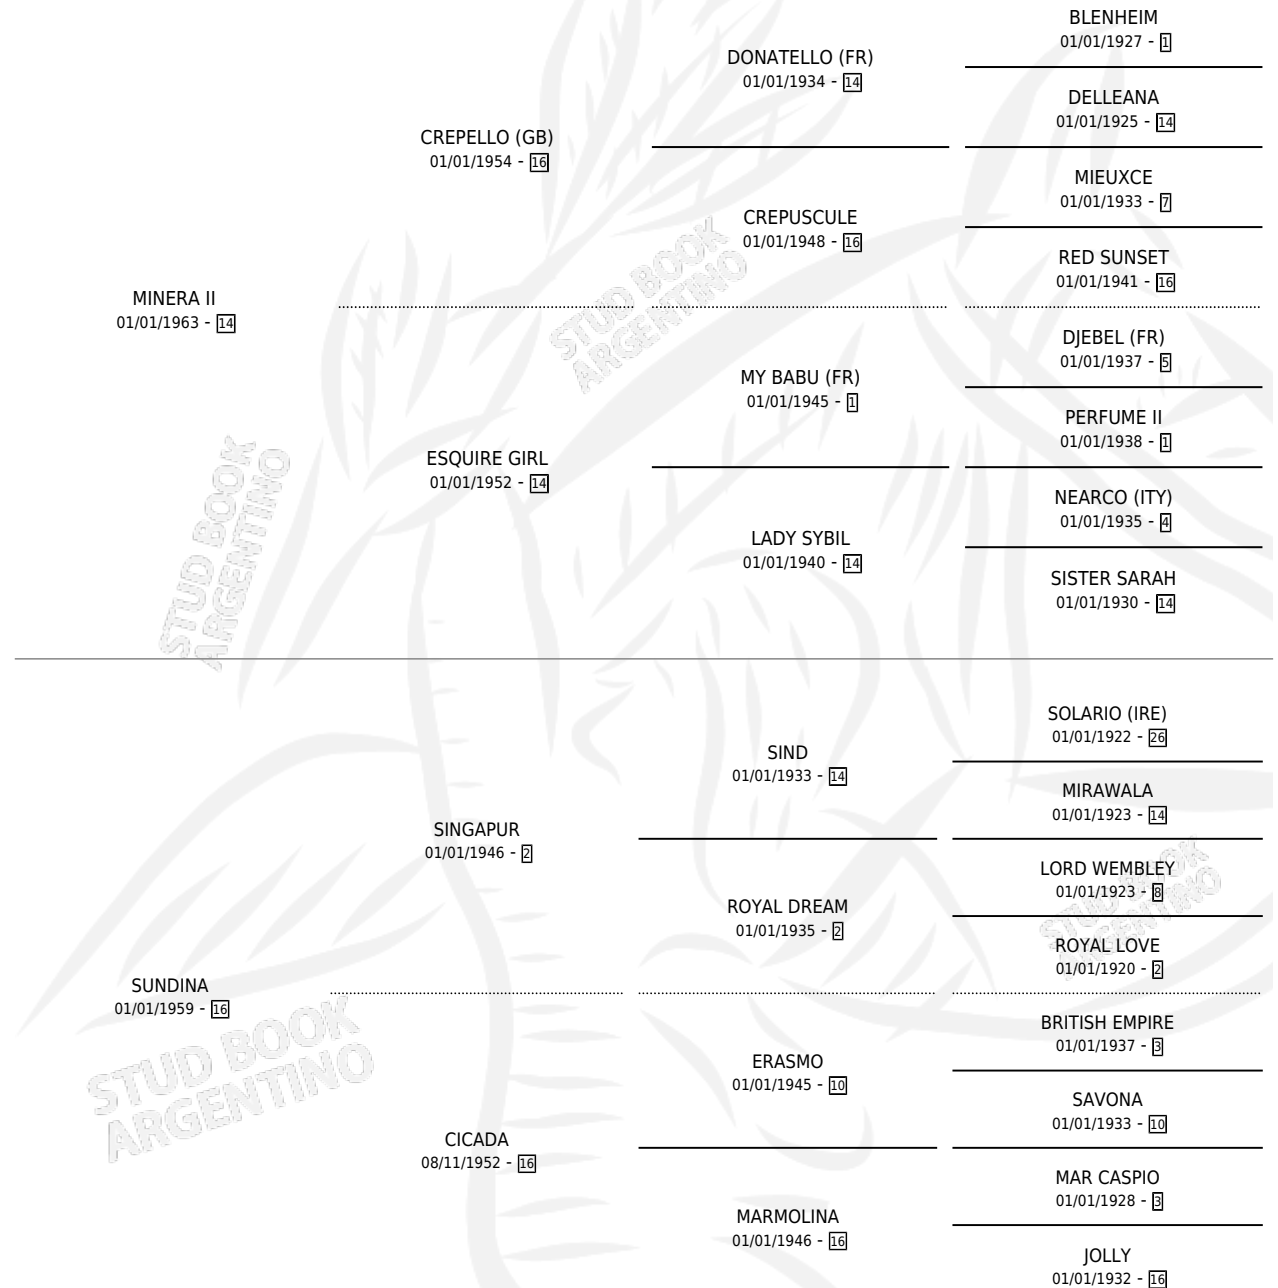 BLENHEIM
01/01/1927 - 1
DONATELLO (FR)
01/01/1934 - 14
DELLEANA
01/01/1925 - 14
CREPELLO (GB)
01/01/1954 - 16
MIEUXCE
01/01/1933 - 7
CREPUSCULE
01/01/1948 - 16
RED SUNSET
01/01/1941 - 16
MINERA II
01/01/1963 - 14
DJEBEL (FR)
01/01/1937 - 5
MY BABU (FR)
01/01/1945 - 1
PERFUME II
01/01/1938 - 1
ESQUIRE GIRL
01/01/1952 - 14
NEARCO (ITY)
01/01/1935 - 4
LADY SYBIL
01/01/1940 - 14
SISTER SARAH
01/01/1930 - 14
STUD BOOK
ARGENTINO
STUD BOOK
ARGENTINO
SOLARIO (IRE)
01/01/1922 - 26
SIND
01/01/1933 - 14
MIRAWALA
01/01/1923 - 14
SINGAPUR
01/01/1946 - 2
LORD WEMBLEY
01/01/1923 - 8
ROYAL DREAM
01/01/1935 - 2
ROYAL LOVE
01/01/1920 - 2
SUNDINA
01/01/1959 - 16
BRITISH EMPIRE
01/01/1937 - 3
ERASMO
01/01/1945 - 10
SAVONA
01/01/1933 - 10
CICADA
08/11/1952 - 16
MAR CASPIO
01/01/1928 - 3
MARMOLINA
01/01/1946 - 16
JOLLY
01/01/1932 - 16
STUD BOOK
ARGENTINO
STUD BOOK
ARGENTINO